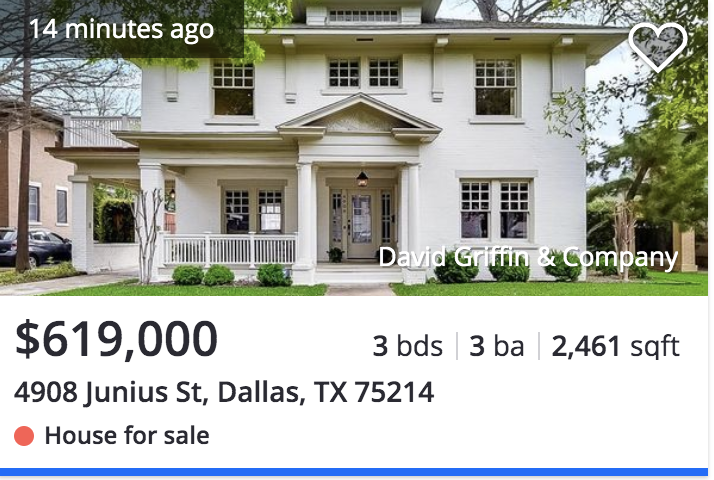 14 minutes ago
David Griffin & Company
$619,000
3 bds | 3 ba | 2,461 sqft
4908 Junius St, Dallas, TX 75214
House for sale